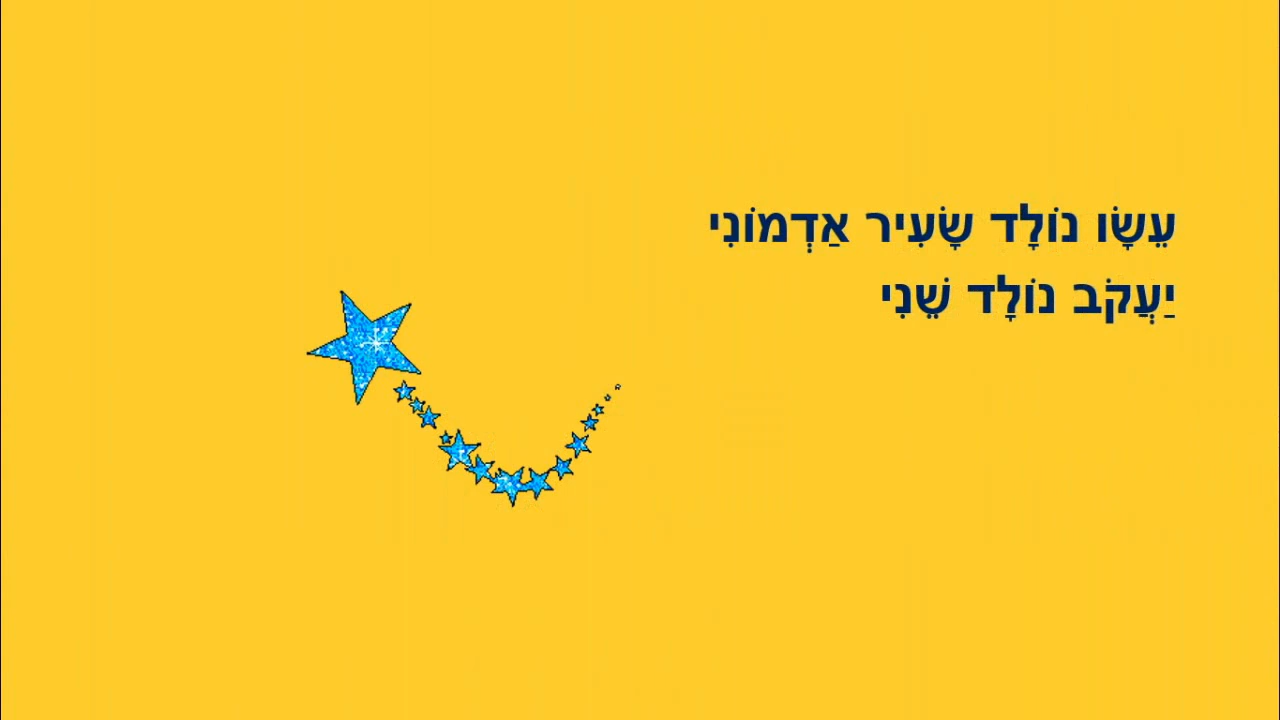 עֵשָׂו נוֹלָד שָׂעִיר אַדְמוֹנִי
יַעֲקֹב נוֹלָד שֵׁנִי